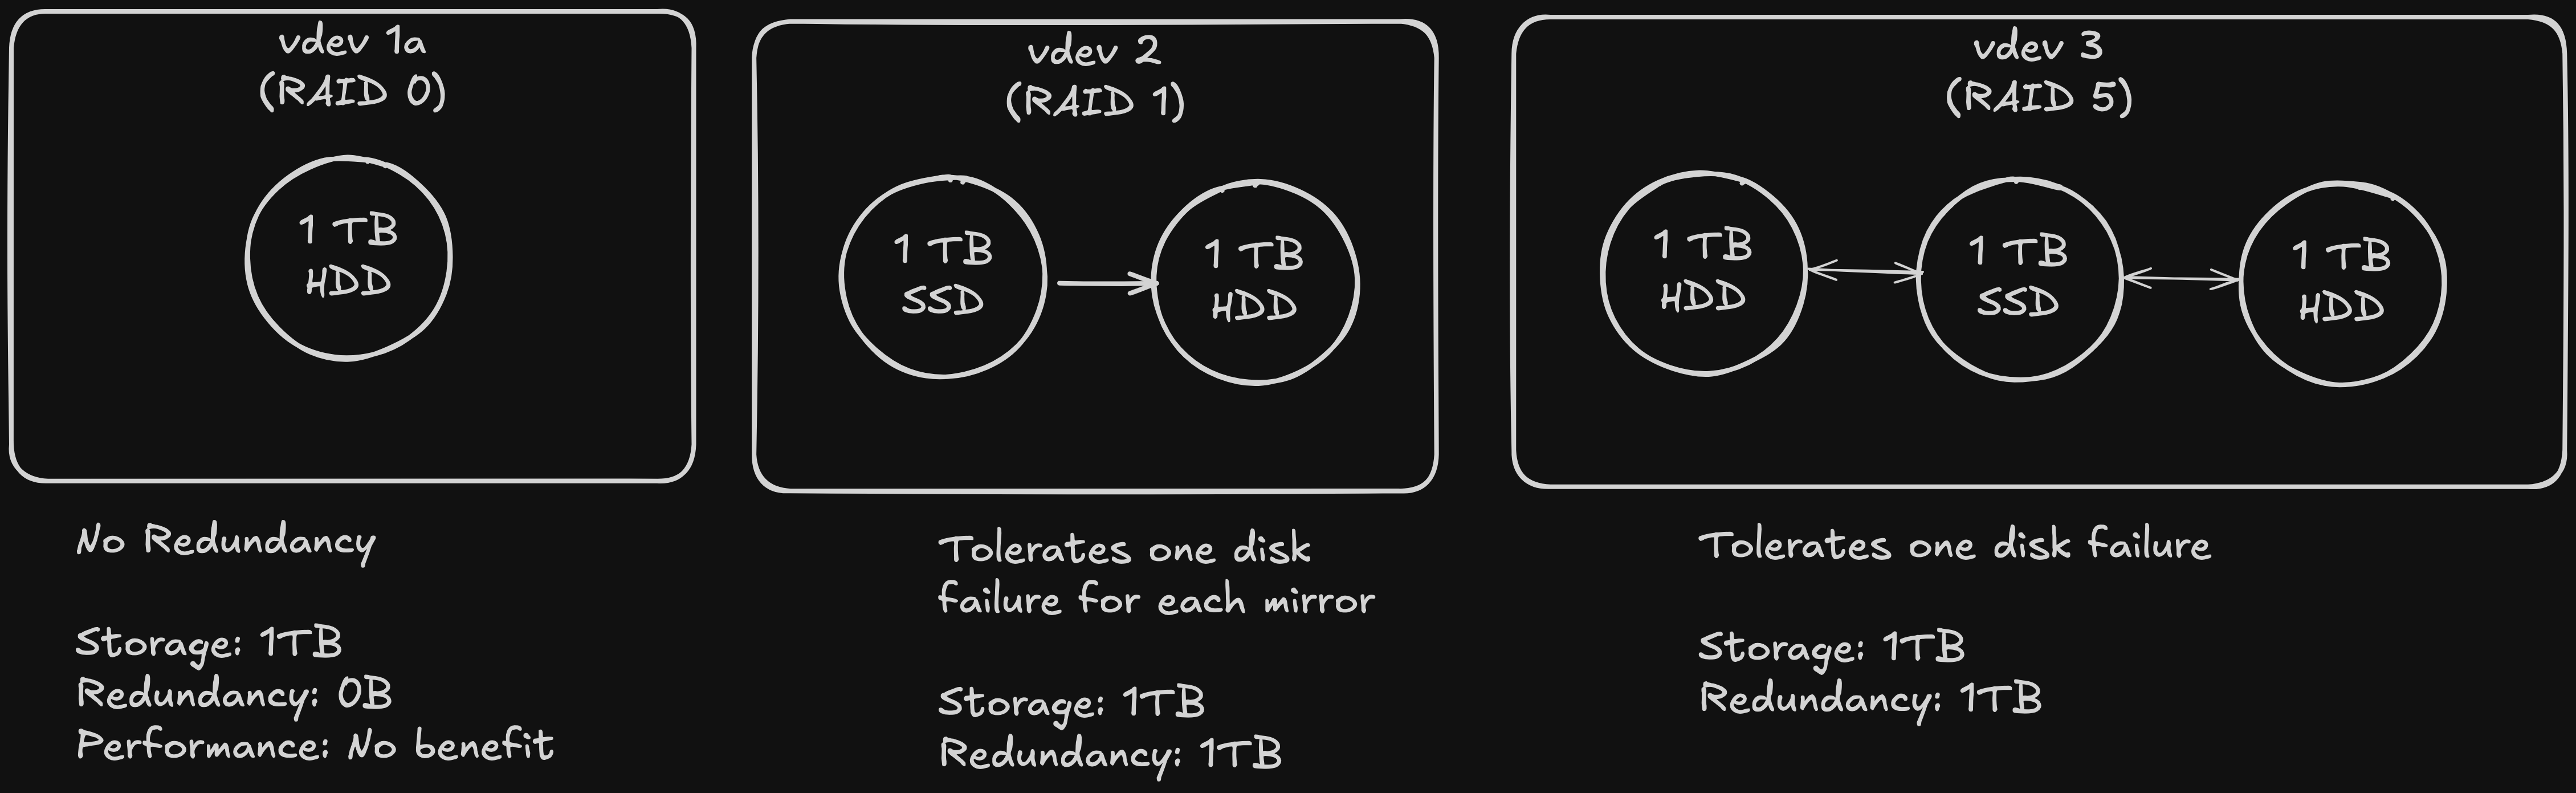 vdev 1a
(RAID 0)
1 TB
HDD
No Redundancy
Storage: 1TB
Redundancy: 0B
Performance: No benefit
vdev 2
(RAID 1)
1 TB
SSD
1 TB
HDD
Tolerates one disk
failure for each mirror
Storage: 1TB
Redundancy: 1TB
vdev 3
(RAID 5)
1 TB
HDD
1 TB
SSD
1 TB
HDD
Tolerates one disk failure
Storage: 1TB
Redundancy: 1TB